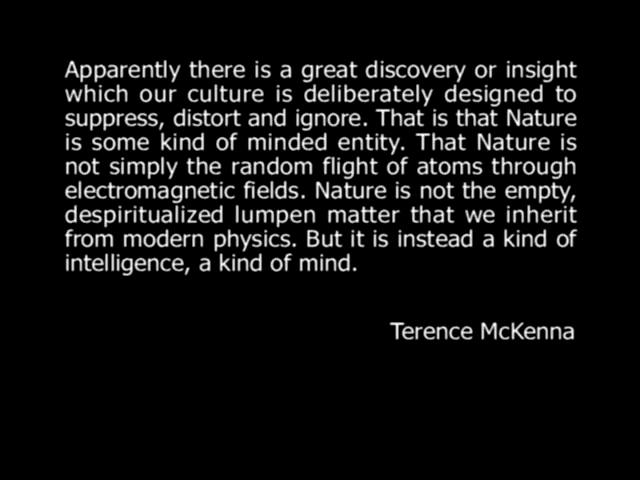 Apparently there is a great discovery or insight
which our culture is deliberately designed to
suppress, distort and ignore. That is that Nature
is some kind of minded entity. That Nature is
not simply the random flight of atoms through
electromagnetic fields. Nature is not the empty,
despiritualized lumpen matter that we inherit
from modern physics. But it is instead a kind of
intelligence, a kind of mind.
Terence McKenna